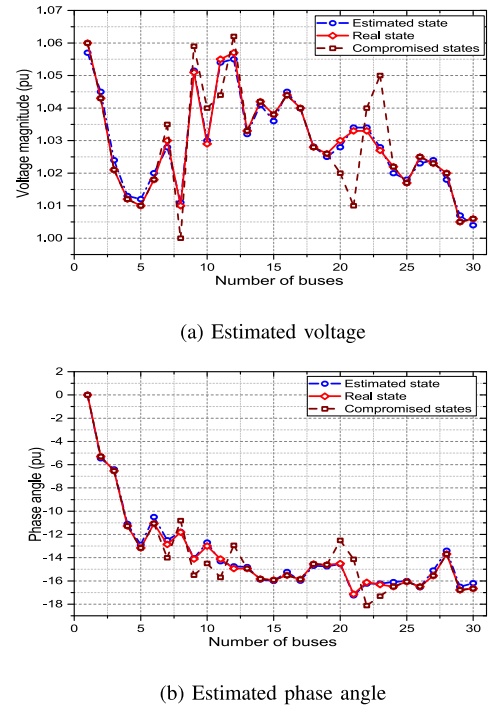 1.07
1.06
1.05
1.04
1.03
1.02
1.01
1.00
Voltage magnitude (pu)
Estimated state
Real state
Compromised states
0 5 10 15 20 25 30
Number of buses
(a) Estimated voltage
2
0
-2
-4
-6
-8
-10
-12
-14
-16
-18
Phase angle (pu)
Estimated state
Real state
Compromised states
0 5 10 15 20 25 30
Number of buses
(b) Estimated phase angle